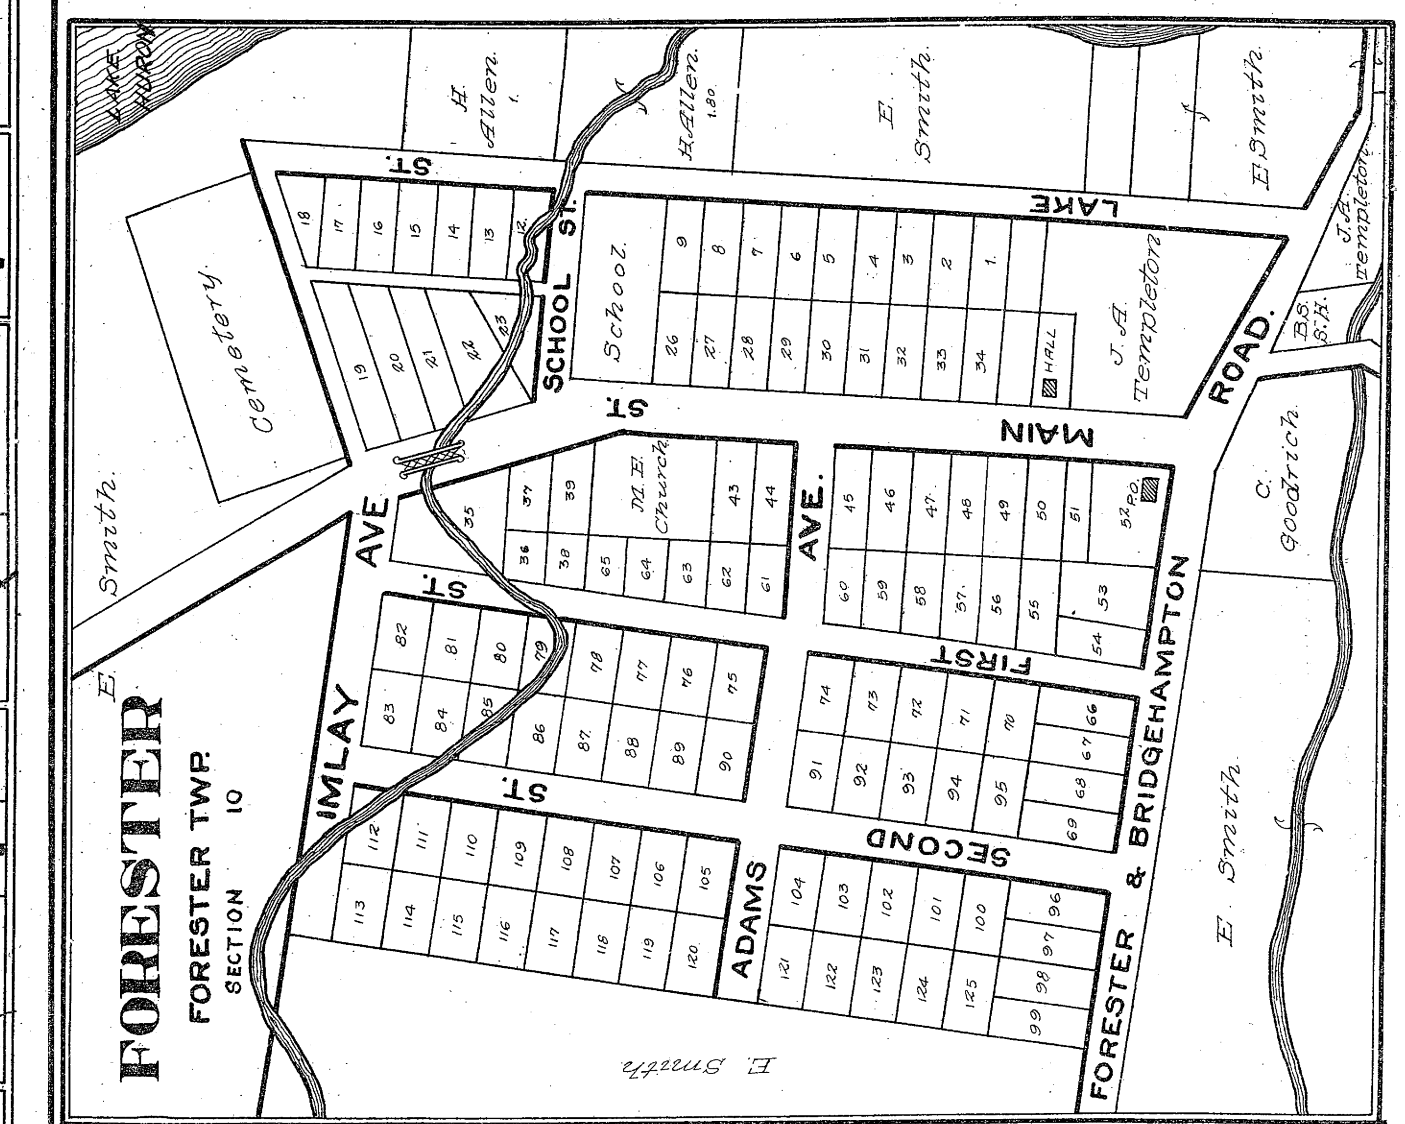 FORESTER
FORESTER TWP.
SECTION 10
LAKE
HURON
H.
Allen
1.
H. Allen.
1.80.
E.
Smith.
E Smith
J.A.
Templeton
B.S.
S.H.
C.
Goodrich
E. Smith
E. Smith
E. Smith.
Cemetery.
LAKE ST.
SCHOOL ST.
MAIN ST.
FIRST ST.
SECOND ST.
IMLAY AVE
ADAMS AVE.
FORESTER & BRIDGEHAMPTON ROAD.
18 17 16 15 14 13 12.
19 20 21 22 23
School.
9 8 7 6 5 4 3 2 1.
26 27 28 29 30 31 32 33 34
HALL
J.A.
Templeton
35
37 39
M.E.
Church
43 44
36 38 65 64 63 62 61
45 46 47. 48 49 50 51 52 P.O.
60 59 58 57. 56 55 53
54
82 81 80 79 78 77 76 75
83 84 85 86 87. 88 89 90
74 73 72 71 70 66
67
91 92 93 94 95 68
69
112 111 110 109 108 107 106 105
113 114 115 116 117 118 119 120
104 103 102 101 100 96
97
121 122 123 124 125 98
99